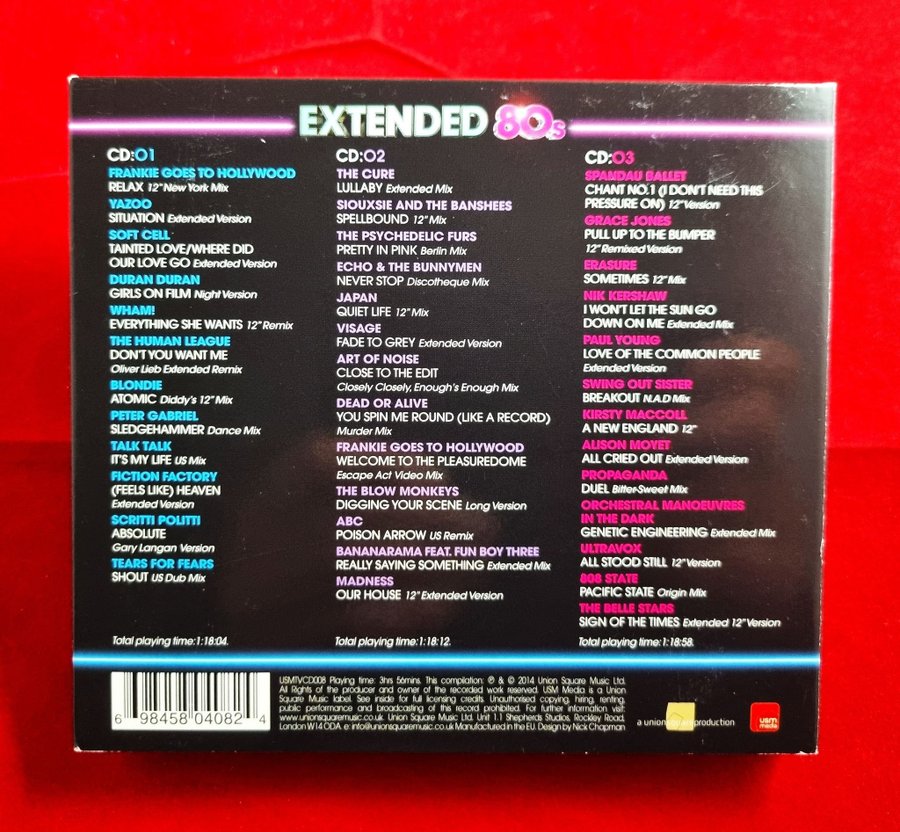 EXTENDED 80s
CD:01
FRANKIE GOES TO HOLLYWOOD
RELAX 12" New York Mix
YAZOO
SITUATION Extended Version
SOFT CELL
TAINTED LOVE/WHERE DID
OUR LOVE GO Extended Version
DURAN DURAN
GIRLS ON FILM Night Version
WHAM!
EVERYTHING SHE WANTS 12" Remix
THE HUMAN LEAGUE
DON'T YOU WANT ME
Oliver Lieb Extended Remix
BLONDIE
ATOMIC Diddy's 12" Mix
PETER GABRIEL
SLEDGEHAMMER Dance Mix
TALK TALK
IT'S MY LIFE US Mix
FICTION FACTORY
(FEELS LIKE) HEAVEN
Extended Version
SCRITTI POLITTI
ABSOLUTE
Gary Langan Version
TEARS FOR FEARS
SHOUT US Dub Mix
Total playing time:1:18:04.
CD:02
THE CURE
LULLABY Extended Mix
SIOUXSIE AND THE BANSHEES
SPELLBOUND 12" Mix
THE PSYCHEDELIC FURS
PRETTY IN PINK Berlin Mix
ECHO & THE BUNNYMEN
NEVER STOP Discotheque Mix
JAPAN
QUIET LIFE 12" Mix
VISAGE
FADE TO GREY Extended Version
ART OF NOISE
CLOSE TO THE EDIT
Closely Closely, Enough's Enough Mix
DEAD OR ALIVE
YOU SPIN ME ROUND (LIKE A RECORD)
Murder Mix
FRANKIE GOES TO HOLLYWOOD
WELCOME TO THE PLEASUREDOME
Escape Act Video Mix
THE BLOW MONKEYS
DIGGING YOUR SCENE Long Version
ABC
POISON ARROW US Remix
BANANARAMA FEAT. FUN BOY THREE
REALLY SAYING SOMETHING Extended Mix
MADNESS
OUR HOUSE 12" Extended Version
Total playing time:1:18:12.
CD:03
SPANDAU BALLET
CHANT NO.1 (I DON'T NEED THIS
PRESSURE ON) 12" Version
GRACE JONES
PULL UP TO THE BUMPER
12" Remixed Version
ERASURE
SOMETIMES 12" Mix
NIK KERSHAW
I WON'T LET THE SUN GO
DOWN ON ME Extended Mix
PAUL YOUNG
LOVE OF THE COMMON PEOPLE
Extended Version
SWING OUT SISTER
BREAKOUT N.A.D Mix
KIRSTY MACCOLL
A NEW ENGLAND 12"
ALISON MOYET
ALL CRIED OUT Extended Version
PROPAGANDA
DUEL Bitter-Sweet Mix
ORCHESTRAL MANOEUVRES
IN THE DARK
GENETIC ENGINEERING Extended Mix
ULTRAVOX
ALL STOOD STILL 12" Version
808 STATE
PACIFIC STATE Origin Mix
THE BELLE STARS
SIGN OF THE TIMES Extended 12" Version
Total playing time:1:18:58.
6 98458 04082 4
USMTVCD008 Playing time: 3hrs 56mins. This compilation ℗ & © 2014 Union Square Music Ltd.
All Rights of the producer and owner of the recorded work reserved. USM Media is a Union
Square Music label. See inside for full licensing credits. Unauthorised copying, hiring, renting,
public performance and broadcasting of this record prohibited. For further information visit:
www.unionsquaremusic.co.uk. Union Square Music Ltd. Unit 1.1 Shepherds Studios, Rockley Road,
London W14 0DA. e: info@unionsquaremusic.co.uk Manufactured in the EU. Design by Nick Chapman
a union square production
usm
media